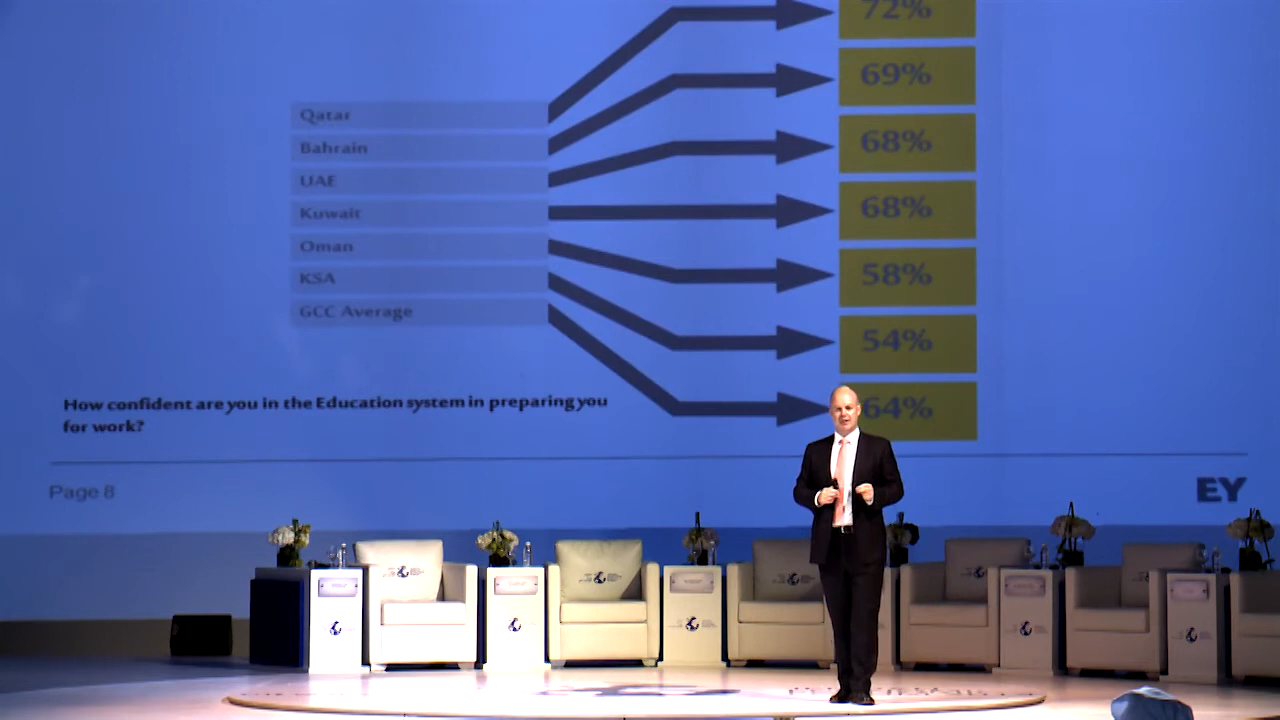 72%
69%
Qatar
68%
Bahrain
UAE
68%
Kuwait
Oman
58%
KSA
GCC Average
54%
64%
How confident are you in the Education system in preparing you
for work?
Page 8
EY